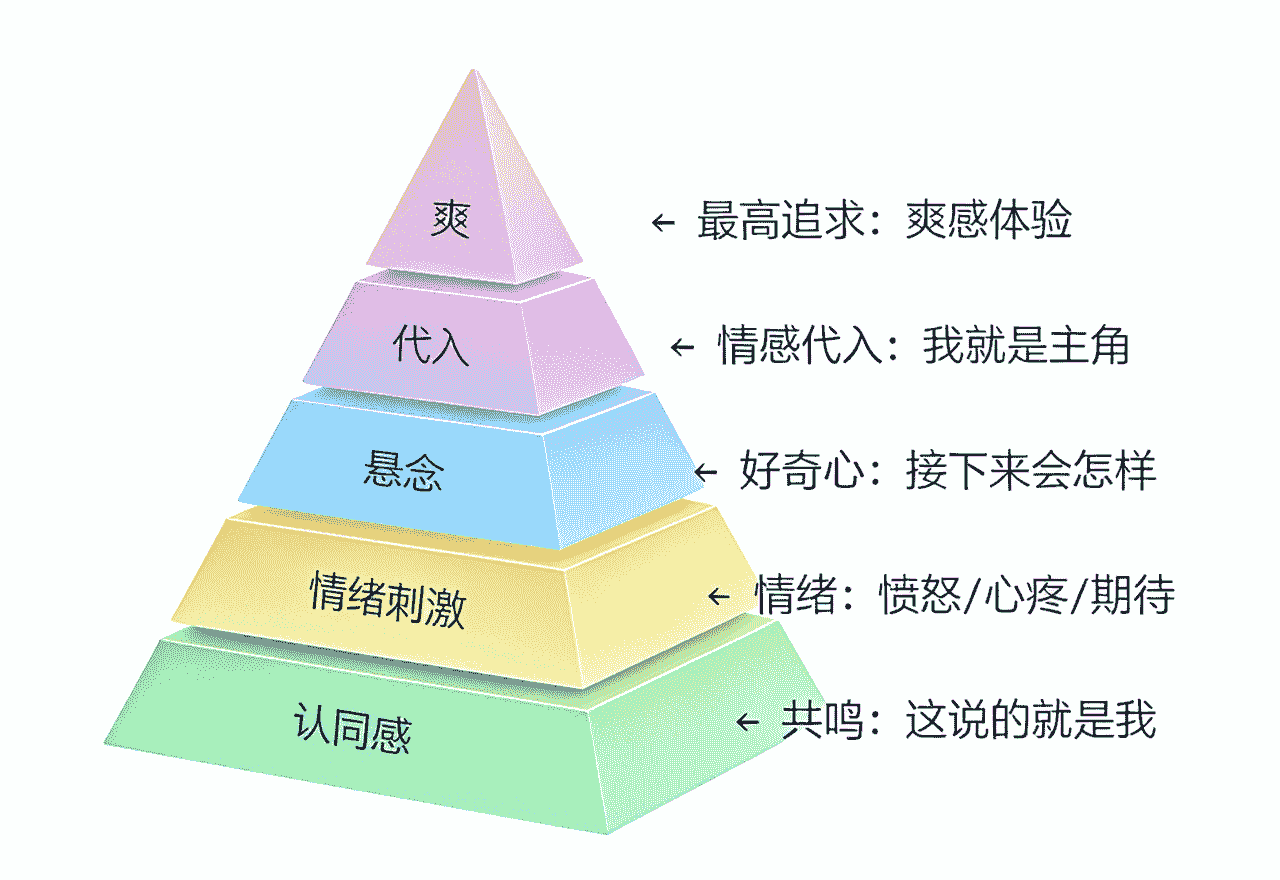 爽
← 最高追求：爽感体验
代入
← 情感代入：我就是主角
悬念
← 好奇心：接下来会怎样
情绪刺激
← 情绪：愤怒/心疼/期待
认同感
← 共鸣：这说的就是我